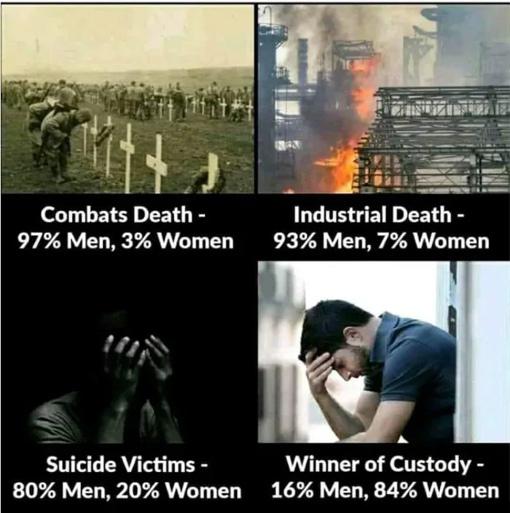 Combats Death -
97% Men, 3% Women
Industrial Death -
93% Men, 7% Women
Suicide Victims -
80% Men, 20% Women
Winner of Custody -
16% Men, 84% Women